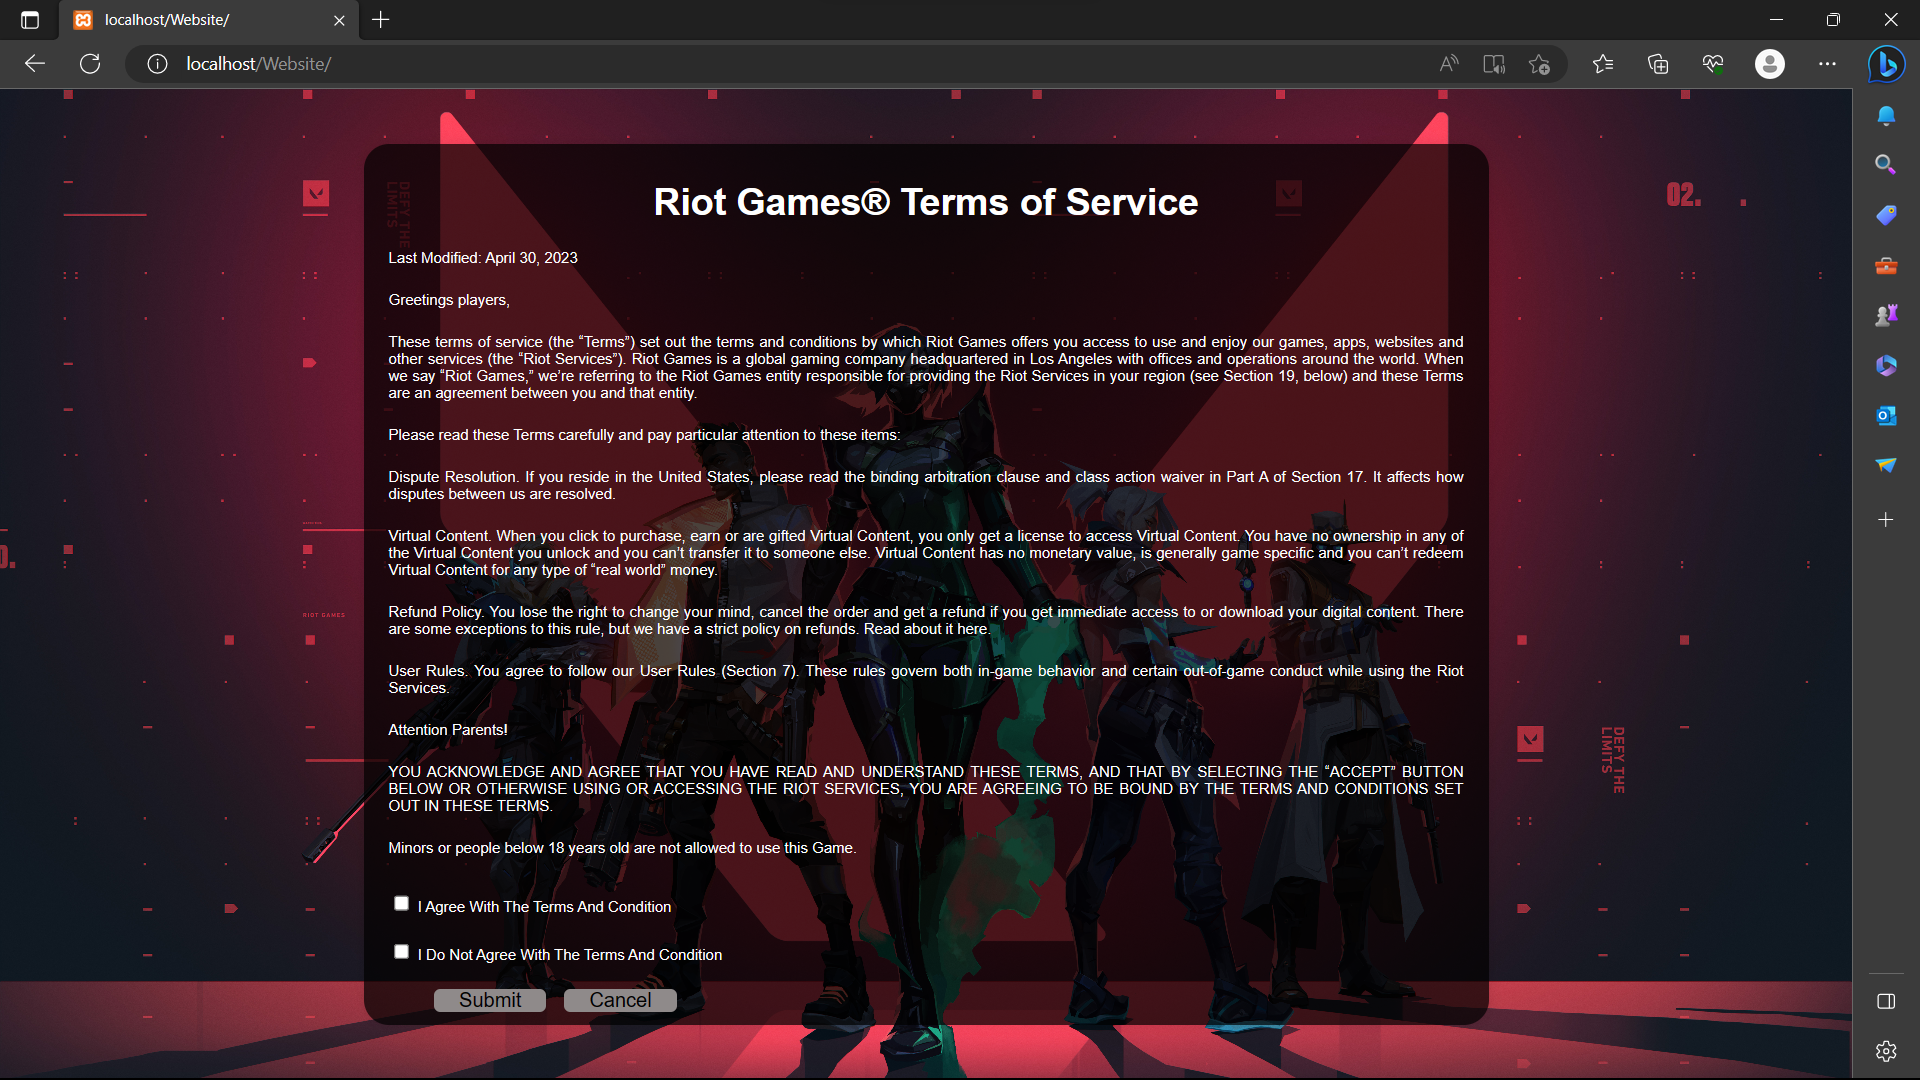 localhost/Website/
localhost/Website/
DEFY THE
LIMITS
02.
Riot Games® Terms of Service
Last Modified: April 30, 2023
Greetings players,
These terms of service (the “Terms”) set out the terms and conditions by which Riot Games offers you access to use and enjoy our games, apps, websites and
other services (the “Riot Services”). Riot Games is a global gaming company headquartered in Los Angeles with offices and operations around the world. When
we say “Riot Games,” we’re referring to the Riot Games entity responsible for providing the Riot Services in your region (see Section 19, below) and these Terms
are an agreement between you and that entity.
Please read these Terms carefully and pay particular attention to these items:
Dispute Resolution. If you reside in the United States, please read the binding arbitration clause and class action waiver in Part A of Section 17. It affects how
disputes between us are resolved.
Virtual Content. When you click to purchase, earn or are gifted Virtual Content, you only get a license to access Virtual Content. You have no ownership in any of
the Virtual Content you unlock and you can’t transfer it to someone else. Virtual Content has no monetary value, is generally game specific and you can’t redeem
Virtual Content for any type of “real world” money.
Refund Policy. You lose the right to change your mind, cancel the order and get a refund if you get immediate access to or download your digital content. There
are some exceptions to this rule, but we have a strict policy on refunds. Read about it here.
RIOT GAMES
User Rules. You agree to follow our User Rules (Section 7). These rules govern both in-game behavior and certain out-of-game conduct while using the Riot
Services.
Attention Parents!
DEFY THE
LIMITS
YOU ACKNOWLEDGE AND AGREE THAT YOU HAVE READ AND UNDERSTAND THESE TERMS, AND THAT BY SELECTING THE “ACCEPT” BUTTON
BELOW OR OTHERWISE USING OR ACCESSING THE RIOT SERVICES, YOU ARE AGREEING TO BE BOUND BY THE TERMS AND CONDITIONS SET
OUT IN THESE TERMS.
Minors or people below 18 years old are not allowed to use this Game.
I Agree With The Terms And Condition
I Do Not Agree With The Terms And Condition
Submit Cancel